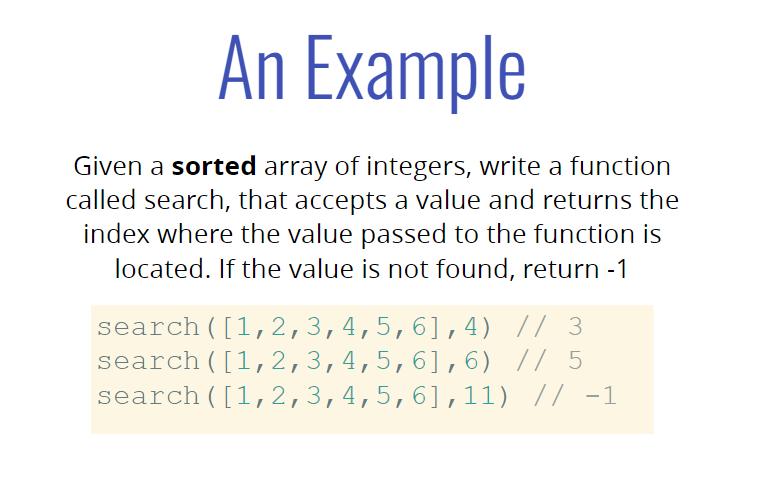 An Example
Given a sorted array of integers, write a function
called search, that accepts a value and returns the
index where the value passed to the function is
located. If the value is not found, return -1
search([1,2,3,4,5,6],4) // 3
search([1,2,3,4,5,6],6) // 5
search([1,2,3,4,5,6],11) // -1